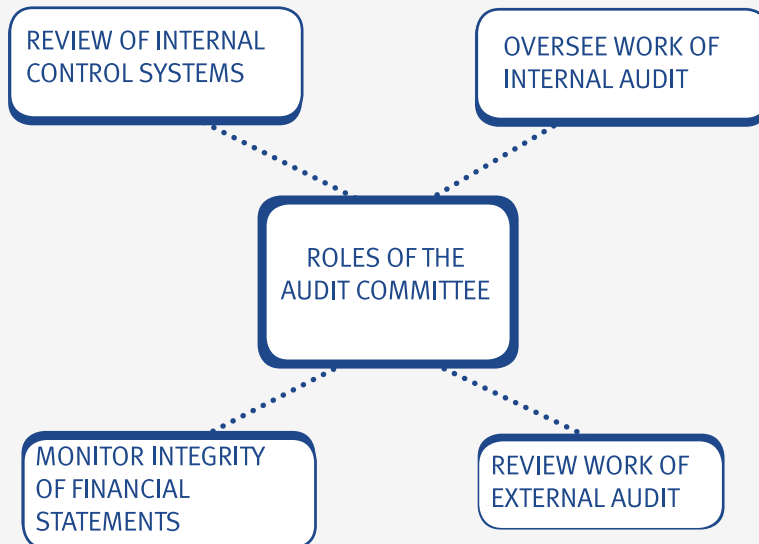 REVIEW OF INTERNAL
CONTROL SYSTEMS
OVERSEE WORK OF
INTERNAL AUDIT
ROLES OF THE
AUDIT COMMITTEE
MONITOR INTEGRITY
OF FINANCIAL
STATEMENTS
REVIEW WORK OF
EXTERNAL AUDIT